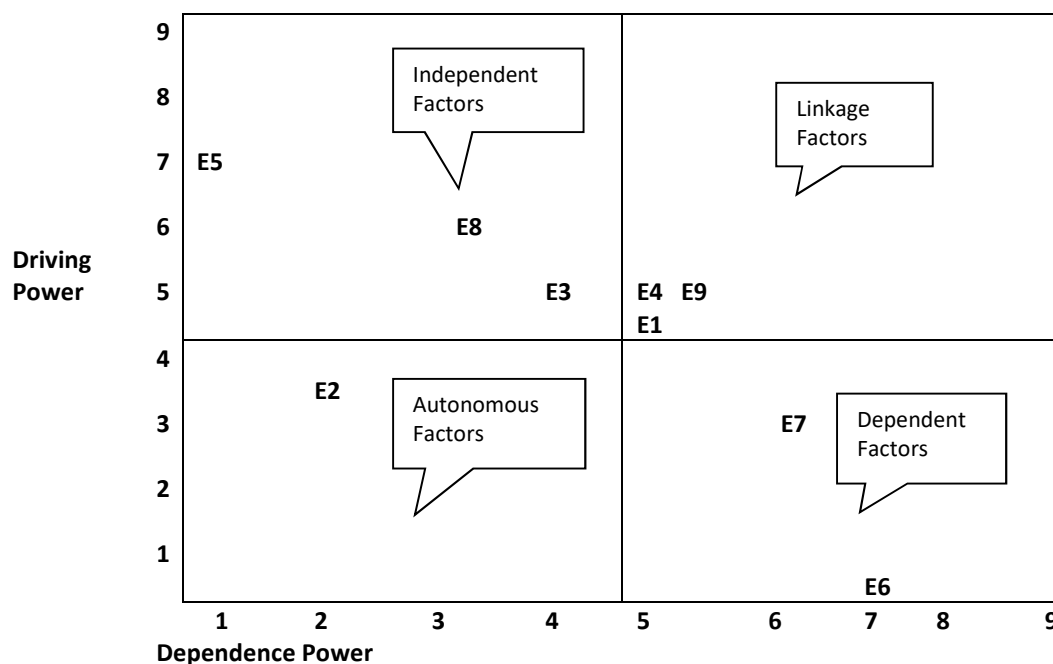 9
Independent
Factors
8
Linkage
Factors
E5
7
6
E8
Driving
Power
5
E3
E4 E9
E1
4
E2
Autonomous
Factors
3
E7
Dependent
Factors
2
1
E6
1 2 3 4 5 6 7 8 9
Dependence Power